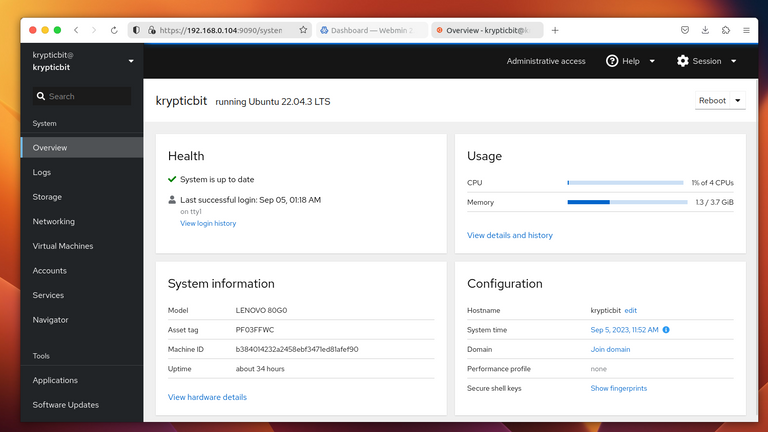 https://192.168.0.104:9090/system
Dashboard — Webmin 2
Overview - krypticbit@k
krypticbit@
krypticbit
Administrative access
Help
Session
Search
krypticbit running Ubuntu 22.04.3 LTS
Reboot
System
Overview
Logs
Storage
Networking
Virtual Machines
Accounts
Services
Navigator
Tools
Applications
Software Updates
Health
System is up to date
Last successful login: Sep 05, 01:18 AM
on tty1
View login history
Usage
CPU 1% of 4 CPUs
Memory 1.3 / 3.7 GiB
View details and history
System information
Model LENOVO 80G0
Asset tag PF03FFWC
Machine ID b384014232a2458ebf3471ed81afef90
Uptime about 34 hours
View hardware details
Configuration
Hostname krypticbit edit
System time Sep 5, 2023, 11:52 AM
Domain Join domain
Performance profile none
Secure shell keys Show fingerprints